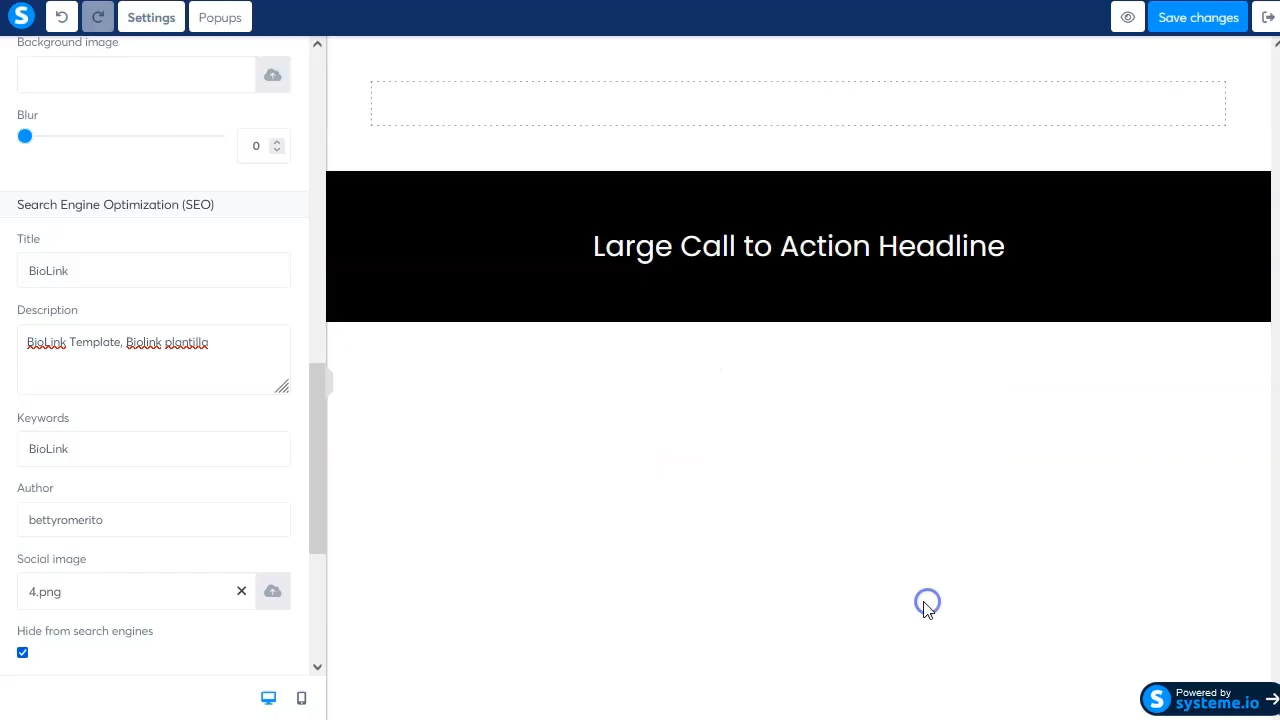 S
Settings
Popups
Save changes
Background image
Blur
0
Search Engine Optimization (SEO)
Title
BioLink
Description
BioLink Template, Biolink plantilla
Keywords
BioLink
Author
bettyromerito
Social image
4.png
Hide from search engines
Large Call to Action Headline
S
Powered by
systeme.io